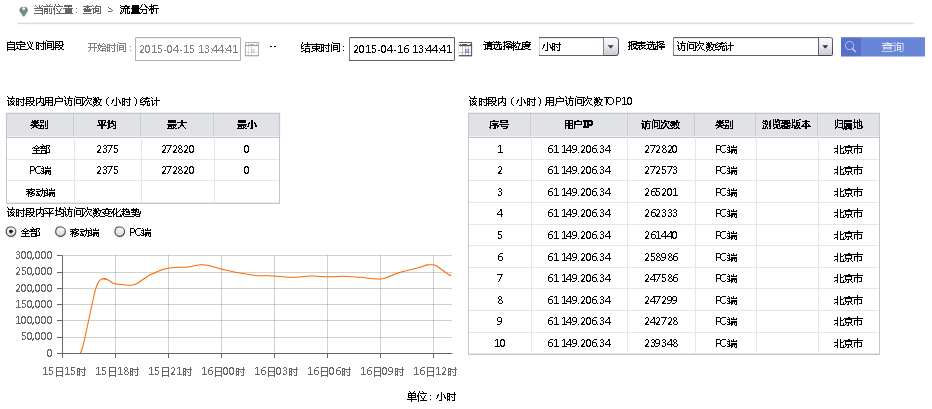 当前位置：查询 > 流量分析
自定义时间段 开始时间：2015-04-15 13:44:41 -- 结束时间：2015-04-16 13:44:41 请选择粒度 小时 报表选择 访问次数统计 查询
该时段内用户访问次数（小时）统计
类别 平均 最大 最小
全部 2375 272820 0
PC端 2375 272820 0
移动端
该时段内平均访问次数变化趋势
全部 移动端 PC端
300,000
250,000
200,000
150,000
100,000
50,000
0
15日15时 15日18时 15日21时 16日00时 16日03时 16日06时 16日09时 16日12时
单位：小时
该时段内（小时）用户访问次数TOP10
序号 用户IP 访问次数 类别 浏览器版本 归属地
1 61.149.206.34 272820 PC端 北京市
2 61.149.206.34 272573 PC端 北京市
3 61.149.206.34 265201 PC端 北京市
4 61.149.206.34 262333 PC端 北京市
5 61.149.206.34 261440 PC端 北京市
6 61.149.206.34 258986 PC端 北京市
7 61.149.206.34 247586 PC端 北京市
8 61.149.206.34 247299 PC端 北京市
9 61.149.206.34 242728 PC端 北京市
10 61.149.206.34 239348 PC端 北京市